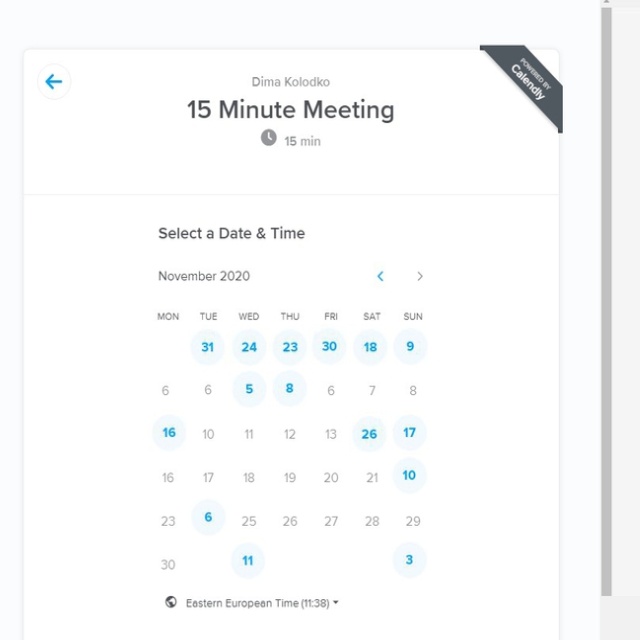 POWERED BY
Calendly
Dima Kolodko
15 Minute Meeting
15 min
Select a Date & Time
November 2020
MON TUE WED THU FRI SAT SUN
31 24 23 30 18 9
6 6 5 8 6 7 8
16 10 11 12 13 26 17
16 17 18 19 20 21 10
23 6 25 26 27 28 29
30 11 3
Eastern European Time (11:38)